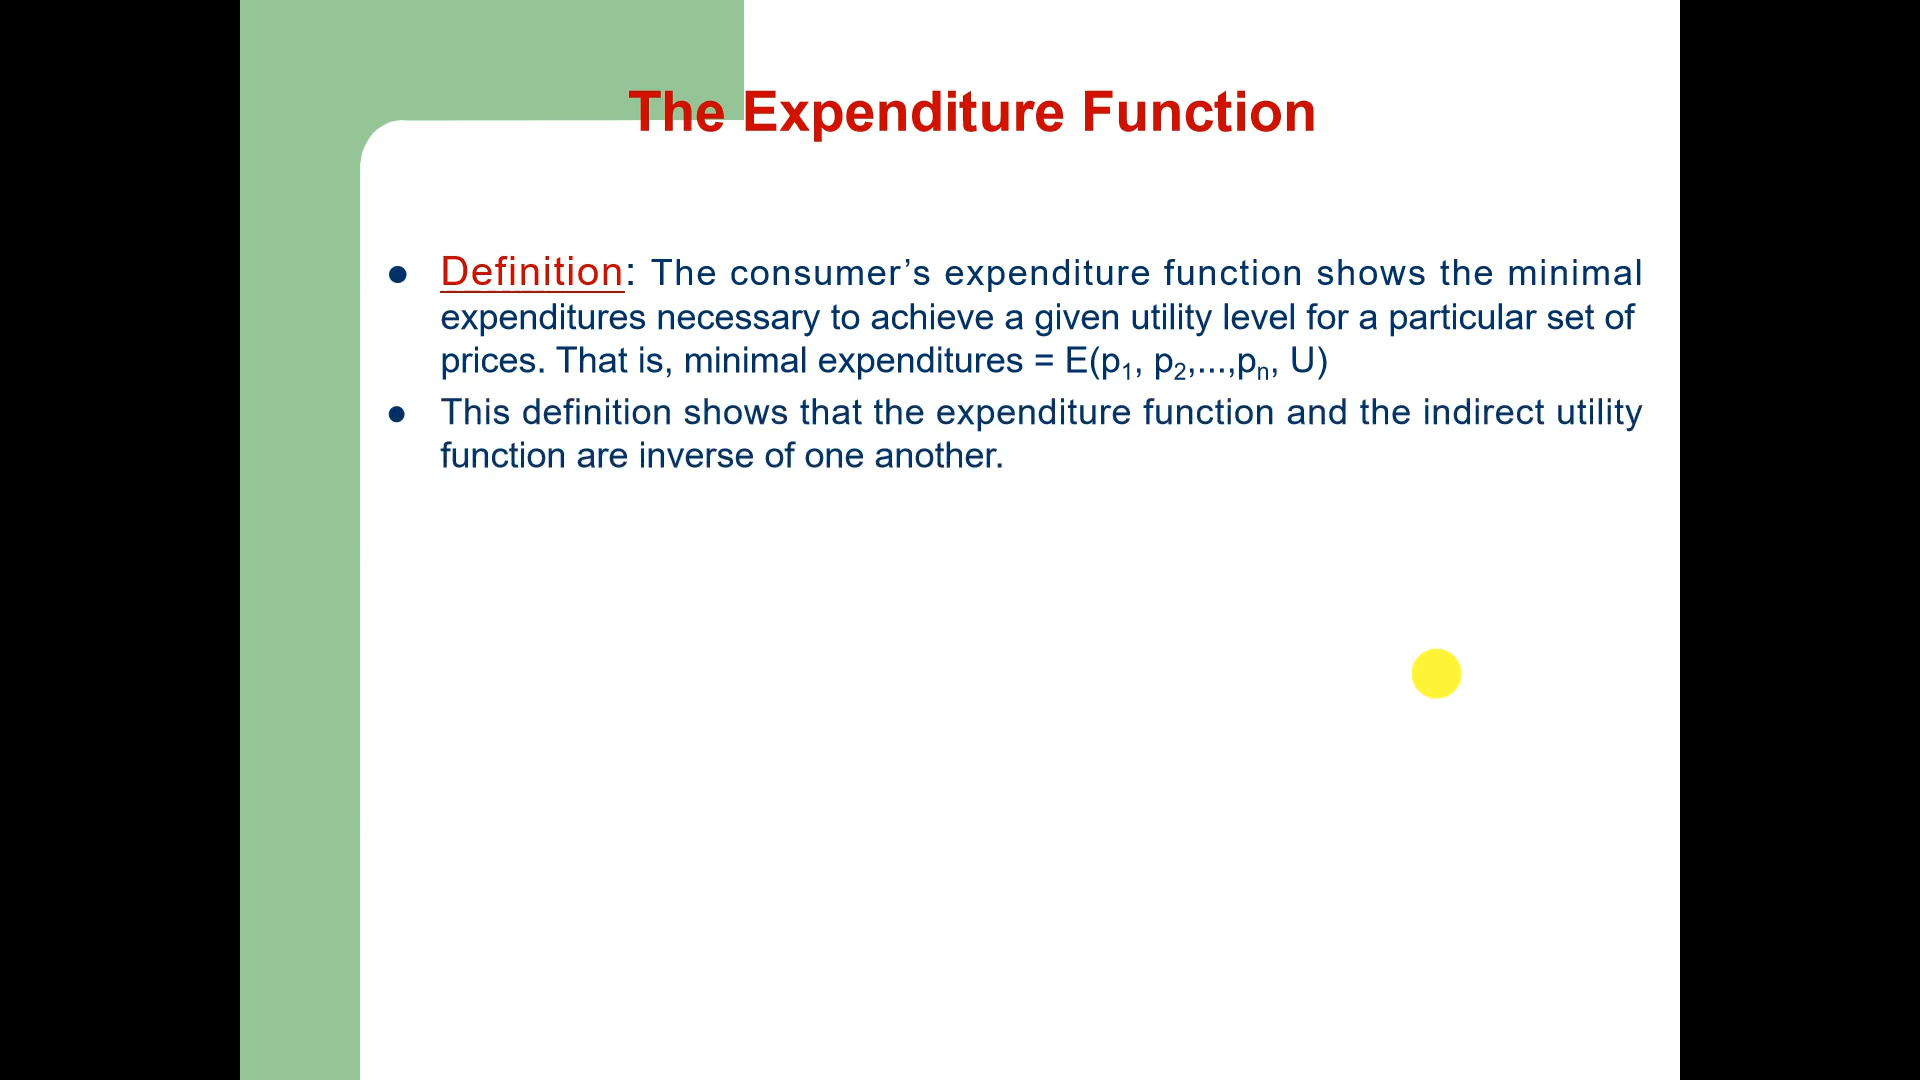 The Expenditure Function
● Definition: The consumer’s expenditure function shows the minimal
expenditures necessary to achieve a given utility level for a particular set of
prices. That is, minimal expenditures = E(p₁, p₂,...,pₙ, U)
● This definition shows that the expenditure function and the indirect utility
function are inverse of one another.